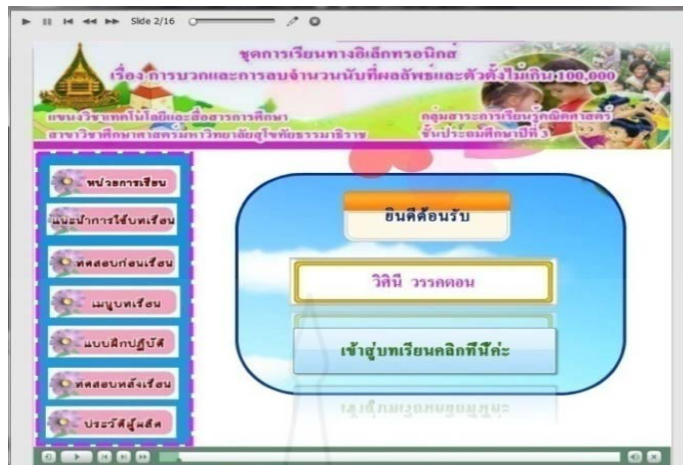 Slide 2/16
ชุดการเรียนทางอิเล็กทรอนิกส์
เรื่อง การบวกและการลบจำนวนนับที่ผลลัพธ์และตัวตั้งไม่เกิน 100,000
แขนงวิชาเทคโนโลยีและสื่อสารการศึกษา
สาขาวิชาศึกษาศาสตร์มหาวิทยาลัยสุโขทัยธรรมาธิราช
กลุ่มสาระการเรียนรู้คณิตศาสตร์
ชั้นประถมศึกษาปีที่ 3
หน่วยการเรียน
แนะนำการใช้บทเรียน
ทดสอบก่อนเรียน
เมนูบทเรียน
แบบฝึกปฏิบัติ
ทดสอบหลังเรียน
ประวัติผู้ผลิต
ยินดีต้อนรับ
วิศินี วรรคตอน
เข้าสู่บทเรียนคลิกที่นี่ค่ะ